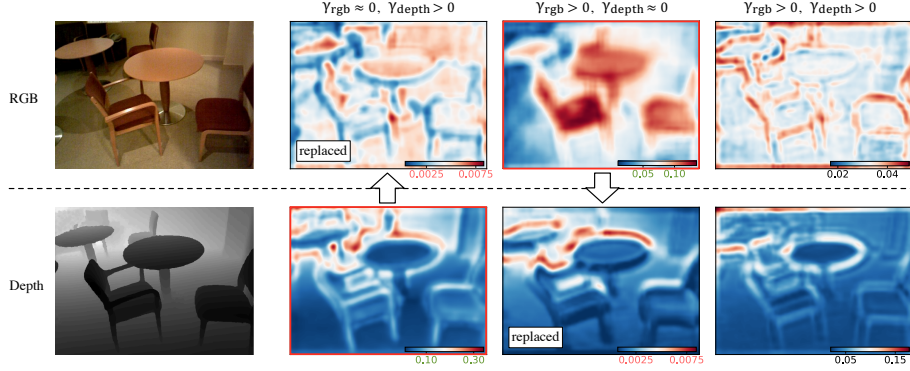 γrgb ≈ 0, γdepth > 0
γrgb > 0, γdepth ≈ 0
γrgb > 0, γdepth > 0
RGB
replaced
0.0025 0.0075
0.05 0.10
0.02 0.04
Depth
0.10 0.30
replaced
0.0025 0.0075
0.05 0.15